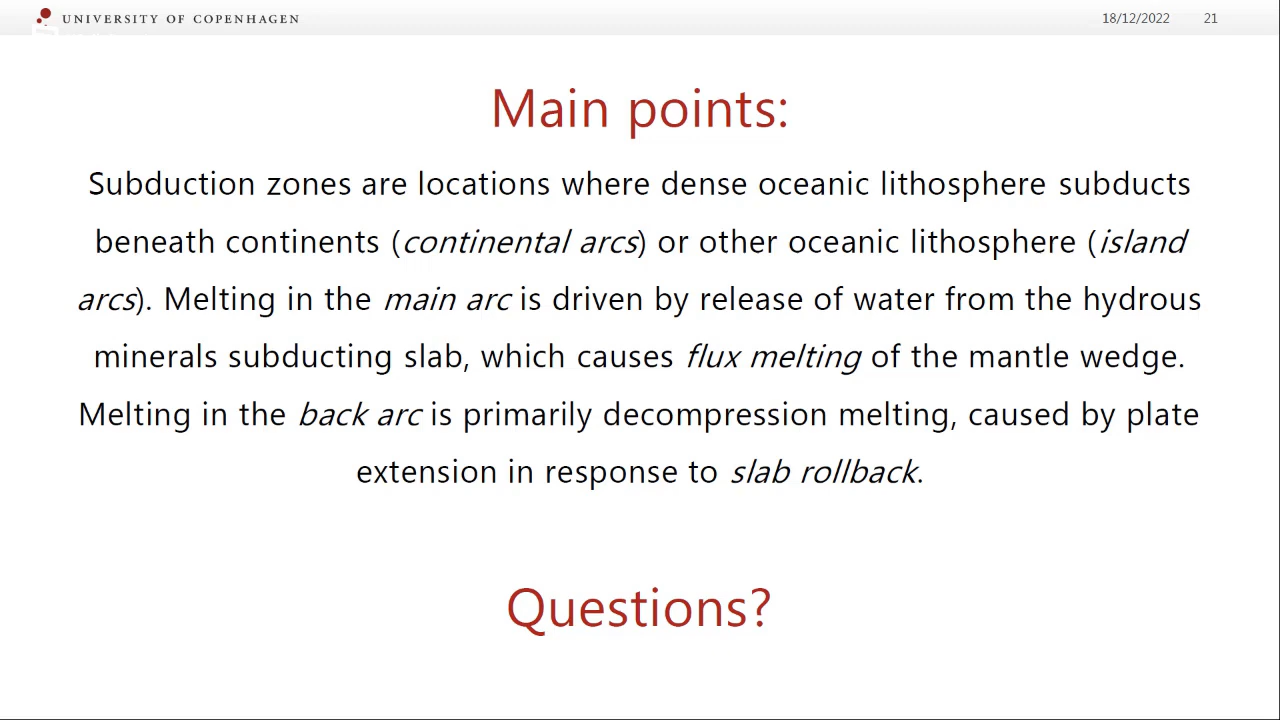 UNIVERSITY OF COPENHAGEN
18/12/2022 21
Main points:
Subduction zones are locations where dense oceanic lithosphere subducts
beneath continents (continental arcs) or other oceanic lithosphere (island
arcs). Melting in the main arc is driven by release of water from the hydrous
minerals subducting slab, which causes flux melting of the mantle wedge.
Melting in the back arc is primarily decompression melting, caused by plate
extension in response to slab rollback.
Questions?